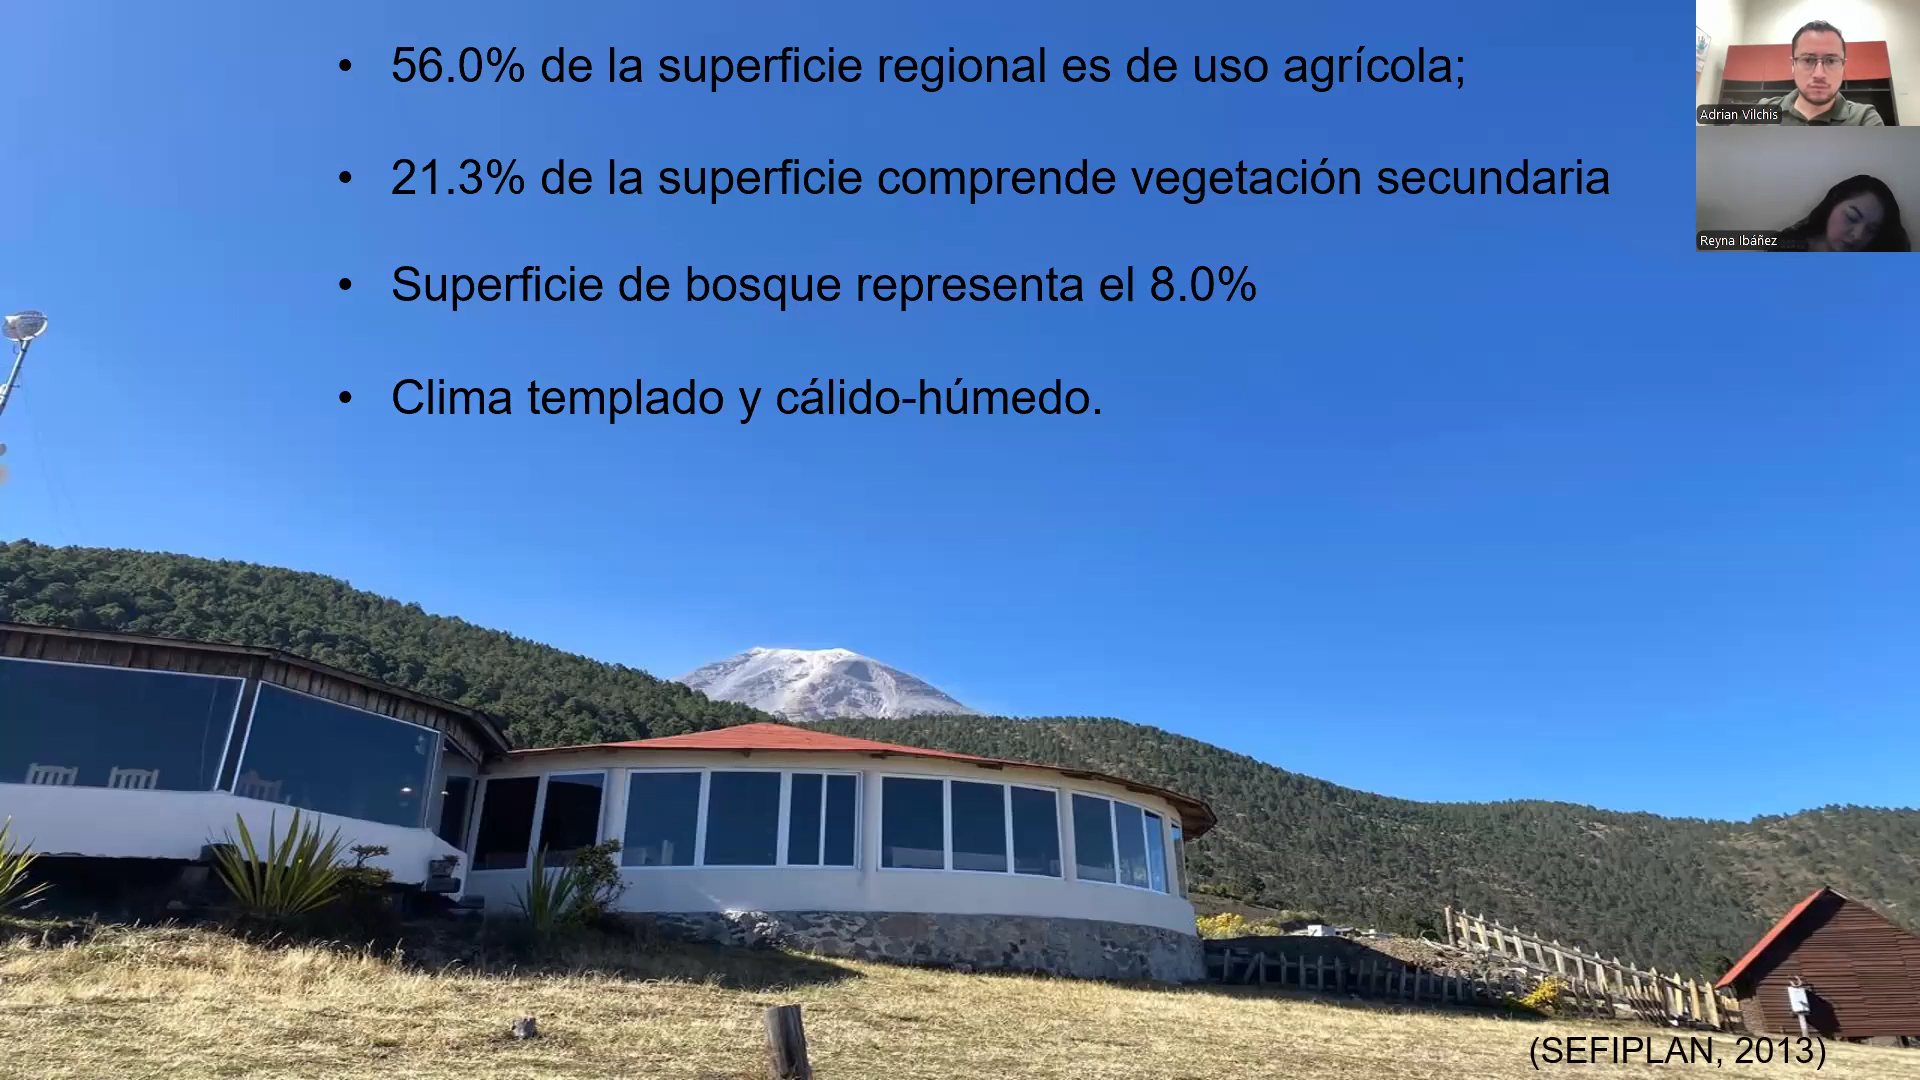 • 56.0% de la superficie regional es de uso agrícola;
• 21.3% de la superficie comprende vegetación secundaria
• Superficie de bosque representa el 8.0%
• Clima templado y cálido-húmedo.
Adrian Vilchis
Reyna Ibáñez
(SEFIPLAN, 2013)